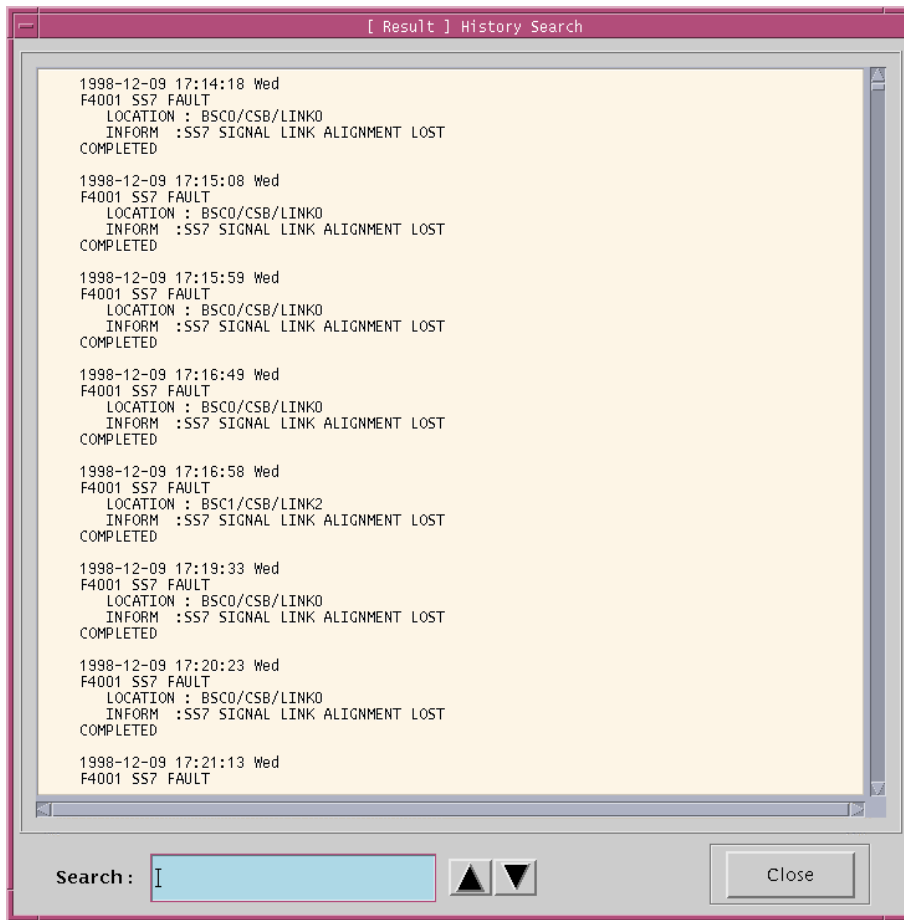 [ Result ] History Search
1998-12-09 17:14:18 Wed
F4001 SS7 FAULT
LOCATION : BSC0/CSB/LINK0
INFORM :SS7 SIGNAL LINK ALIGNMENT LOST
COMPLETED
1998-12-09 17:15:08 Wed
F4001 SS7 FAULT
LOCATION : BSC0/CSB/LINK0
INFORM :SS7 SIGNAL LINK ALIGNMENT LOST
COMPLETED
1998-12-09 17:15:59 Wed
F4001 SS7 FAULT
LOCATION : BSC0/CSB/LINK0
INFORM :SS7 SIGNAL LINK ALIGNMENT LOST
COMPLETED
1998-12-09 17:16:49 Wed
F4001 SS7 FAULT
LOCATION : BSC0/CSB/LINK0
INFORM :SS7 SIGNAL LINK ALIGNMENT LOST
COMPLETED
1998-12-09 17:16:58 Wed
F4001 SS7 FAULT
LOCATION : BSC1/CSB/LINK2
INFORM :SS7 SIGNAL LINK ALIGNMENT LOST
COMPLETED
1998-12-09 17:19:33 Wed
F4001 SS7 FAULT
LOCATION : BSC0/CSB/LINK0
INFORM :SS7 SIGNAL LINK ALIGNMENT LOST
COMPLETED
1998-12-09 17:20:23 Wed
F4001 SS7 FAULT
LOCATION : BSC0/CSB/LINK0
INFORM :SS7 SIGNAL LINK ALIGNMENT LOST
COMPLETED
1998-12-09 17:21:13 Wed
F4001 SS7 FAULT
Search :
Close